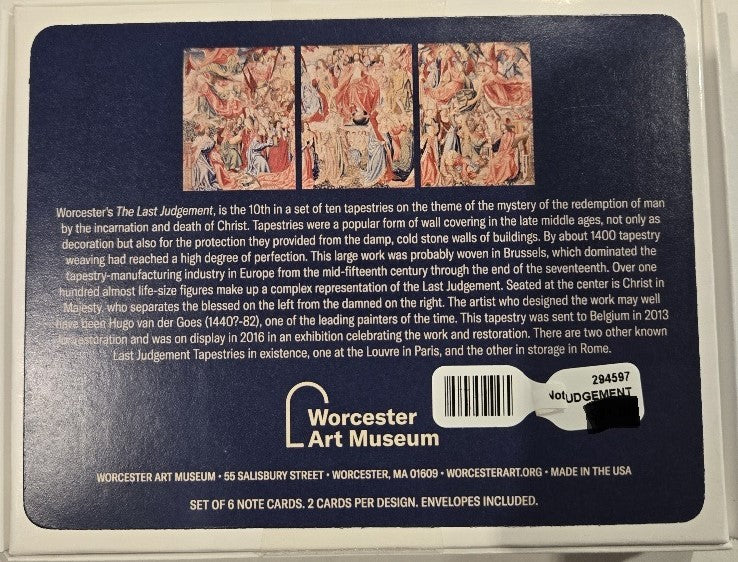 Worcester's The Last Judgement, is the 10th in a set of ten tapestries on the theme of the mystery of the redemption of man
by the incarnation and death of Christ. Tapestries were a popular form of wall covering in the late middle ages, not only as
decoration but also for the protection they provided from the damp, cold stone walls of buildings. By about 1400 tapestry
weaving had reached a high degree of perfection. This large work was probably woven in Brussels, which dominated the
tapestry-manufacturing industry in Europe from the mid-fifteenth century through the end of the seventeenth. Over one
hundred almost life-size figures make up a complex representation of the Last Judgement. Seated at the center is Christ in
Majesty, who separates the blessed on the left from the damned on the right. The artist who designed the work may well
have been Hugo van der Goes (1440?-82), one of the leading painters of the time. This tapestry was sent to Belgium in 2013
for restoration and was on display in 2016 in an exhibition celebrating the work and restoration. There are two other known
Last Judgement Tapestries in existence, one at the Louvre in Paris, and the other in storage in Rome.
294597
NotUDGEMENT
Worcester
Art Museum
WORCESTER ART MUSEUM • 55 SALISBURY STREET • WORCESTER, MA 01609 • WORCESTERART.ORG • MADE IN THE USA
SET OF 6 NOTE CARDS. 2 CARDS PER DESIGN. ENVELOPES INCLUDED.